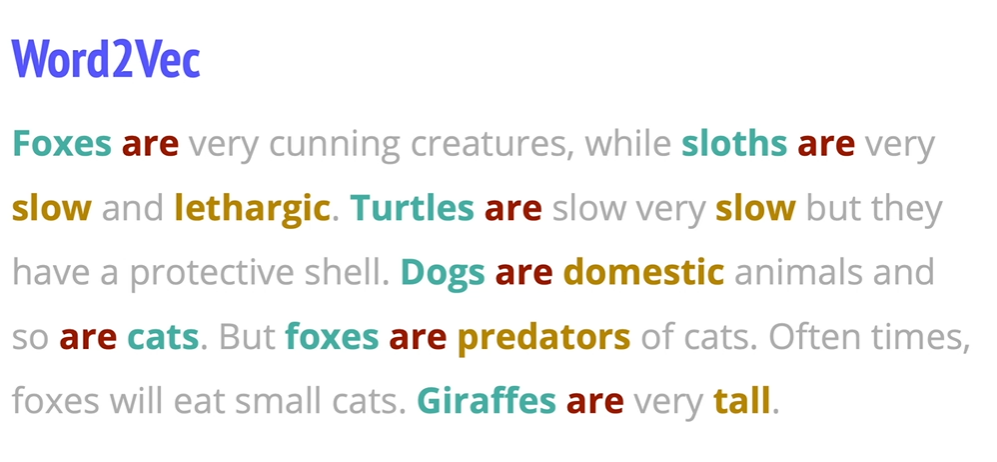 Word2Vec
Foxes are very cunning creatures, while sloths are very
slow and lethargic. Turtles are slow very slow but they
have a protective shell. Dogs are domestic animals and
so are cats. But foxes are predators of cats. Often times,
foxes will eat small cats. Giraffes are very tall.